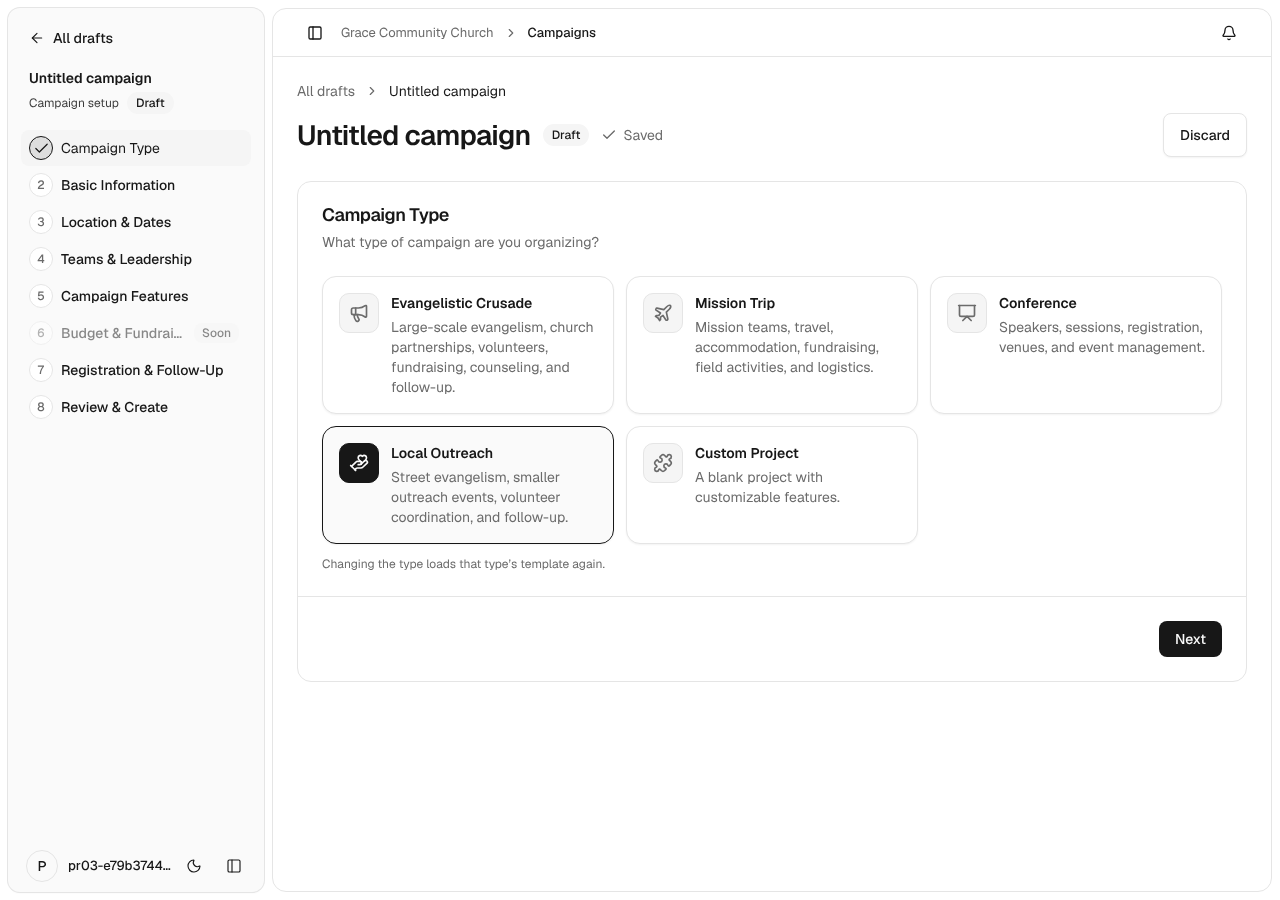 All drafts
Untitled campaign
Campaign setup Draft
Campaign Type
2 Basic Information
3 Location & Dates
4 Teams & Leadership
5 Campaign Features
6 Budget & Fundrai... Soon
7 Registration & Follow-Up
8 Review & Create
P pr03-e79b3744...
Grace Community Church Campaigns
All drafts Untitled campaign
Untitled campaign Draft Saved
Discard
Campaign Type
What type of campaign are you organizing?
Evangelistic Crusade
Large-scale evangelism, church
partnerships, volunteers,
fundraising, counseling, and
follow-up.
Mission Trip
Mission teams, travel,
accommodation, fundraising,
field activities, and logistics.
Conference
Speakers, sessions, registration,
venues, and event management.
Local Outreach
Street evangelism, smaller
outreach events, volunteer
coordination, and follow-up.
Custom Project
A blank project with
customizable features.
Changing the type loads that type's template again.
Next